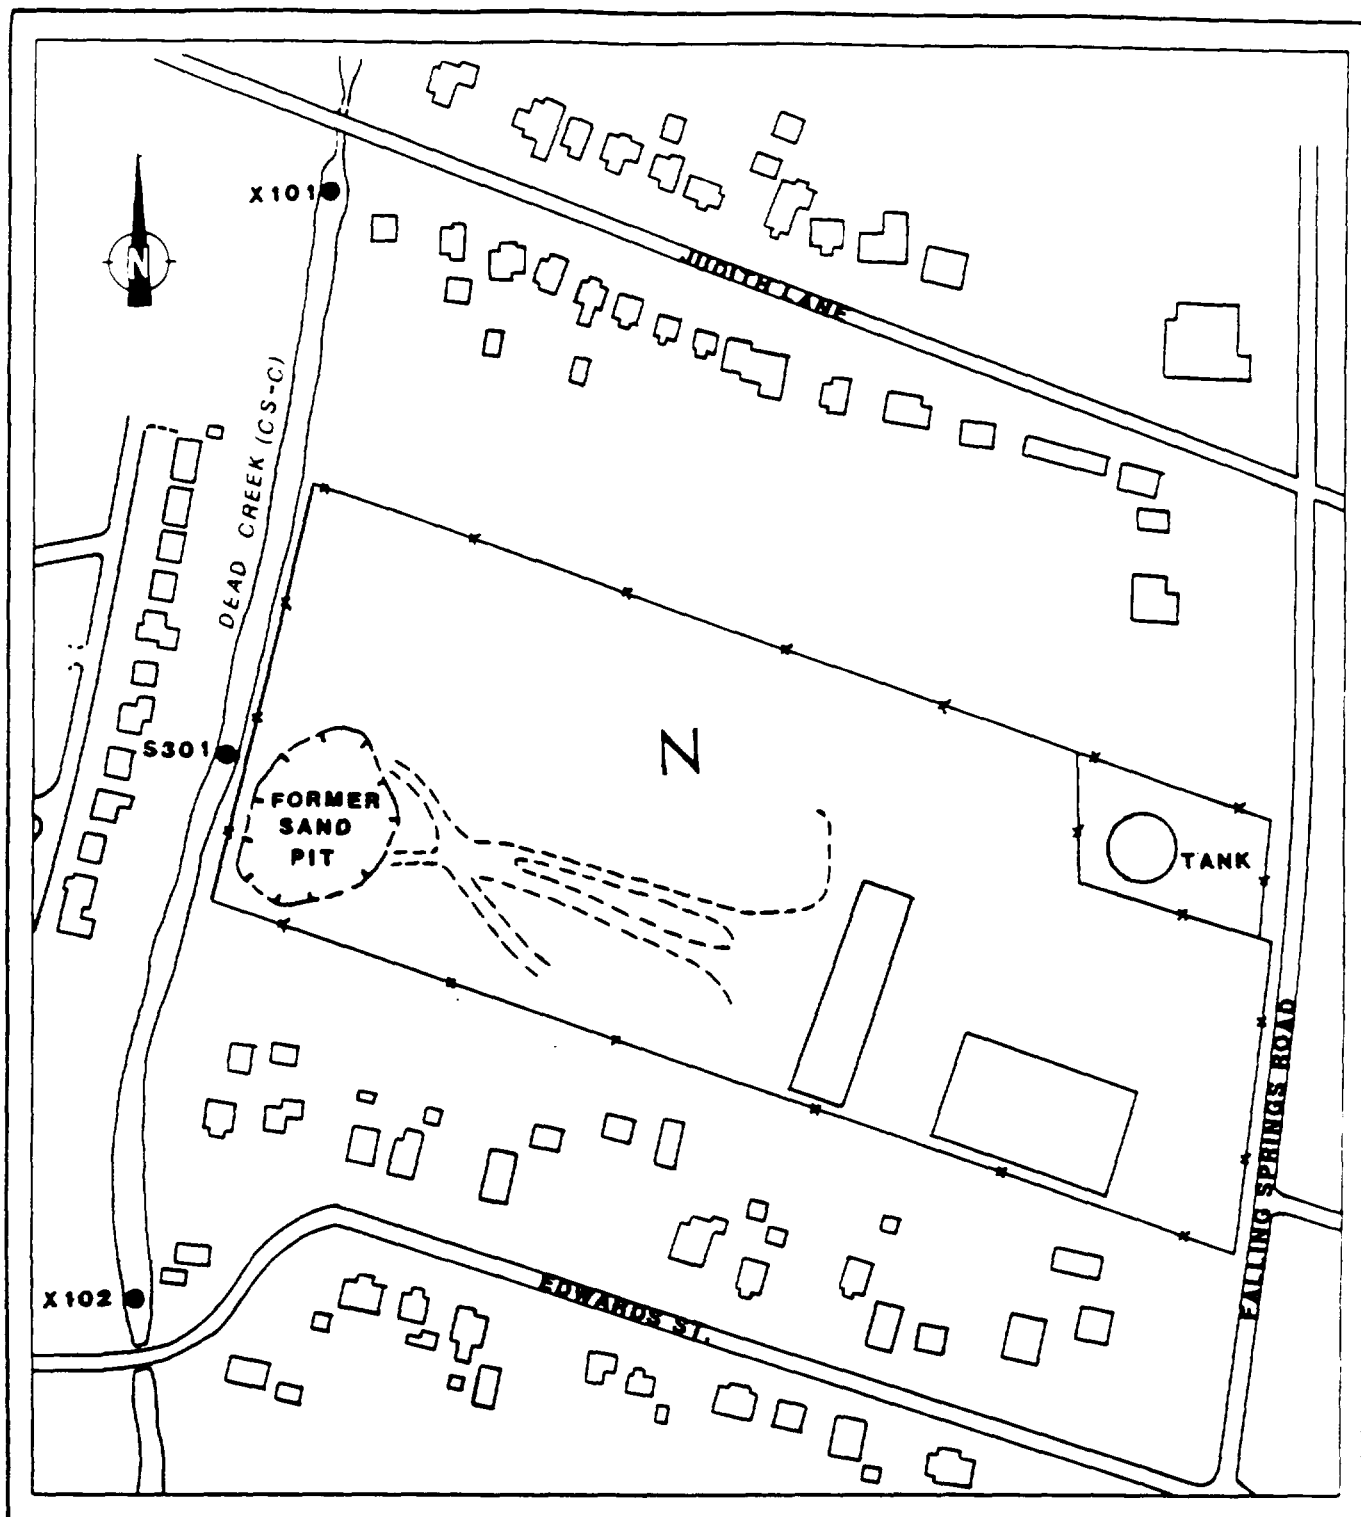 X101
N
JUDITH LANE
DEAD CREEK (CS-C)
S301
N
FORMER
SAND
PIT
TANK
FALLING SPRINGS ROAD
X102
EDWARDS ST.